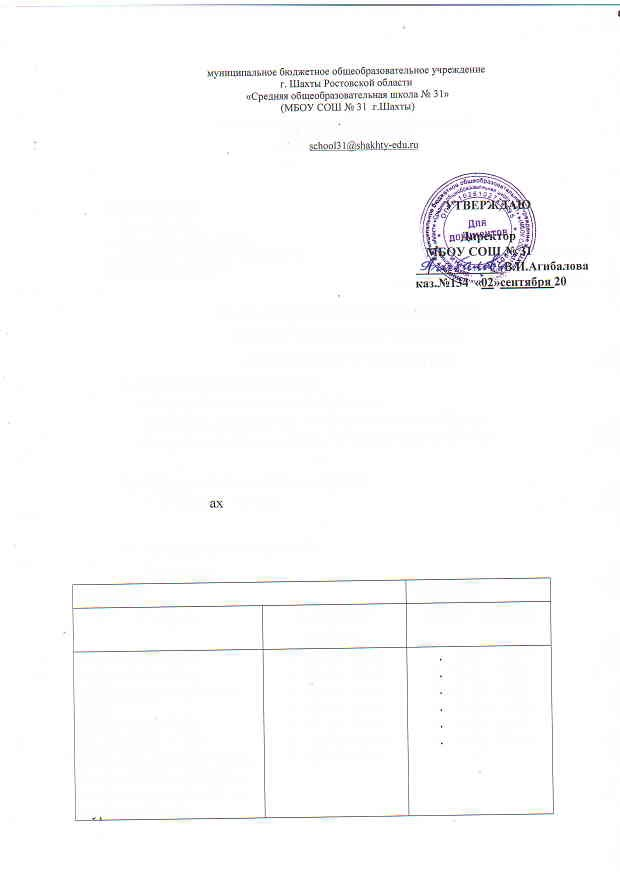 муниципальное бюджетное общеобразовательное учреждение
г. Шахты Ростовской области
«Средняя общеобразовательная школа № 31»
(МБОУ СОШ № 31 г.Шахты)
school31@shakhty-edu.ru
УТВЕРЖДАЮ
Для
документов
Директор
МБОУ СОШ № 31
В.И.Агибалова
каз.№134 «02»сентября 20
ах